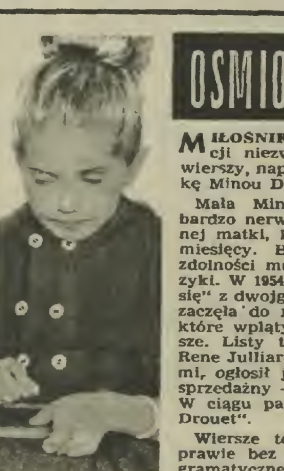 OSMIO
MIŁOŚNIK
cji niezw
wierszy, nap
kę Minou D
Mała Min
bardzo nerw
nej matki,
miesięcy. B
zdolności mu
zyki. W 1954
się" z dwojg
zaczęła do
które wpłat
sze. Listy t
Rene Julliar
mi, ogłosił
sprzedażny -
W ciągu pa
Drouet".
Wiersze te
prawie bez
gramatyczne